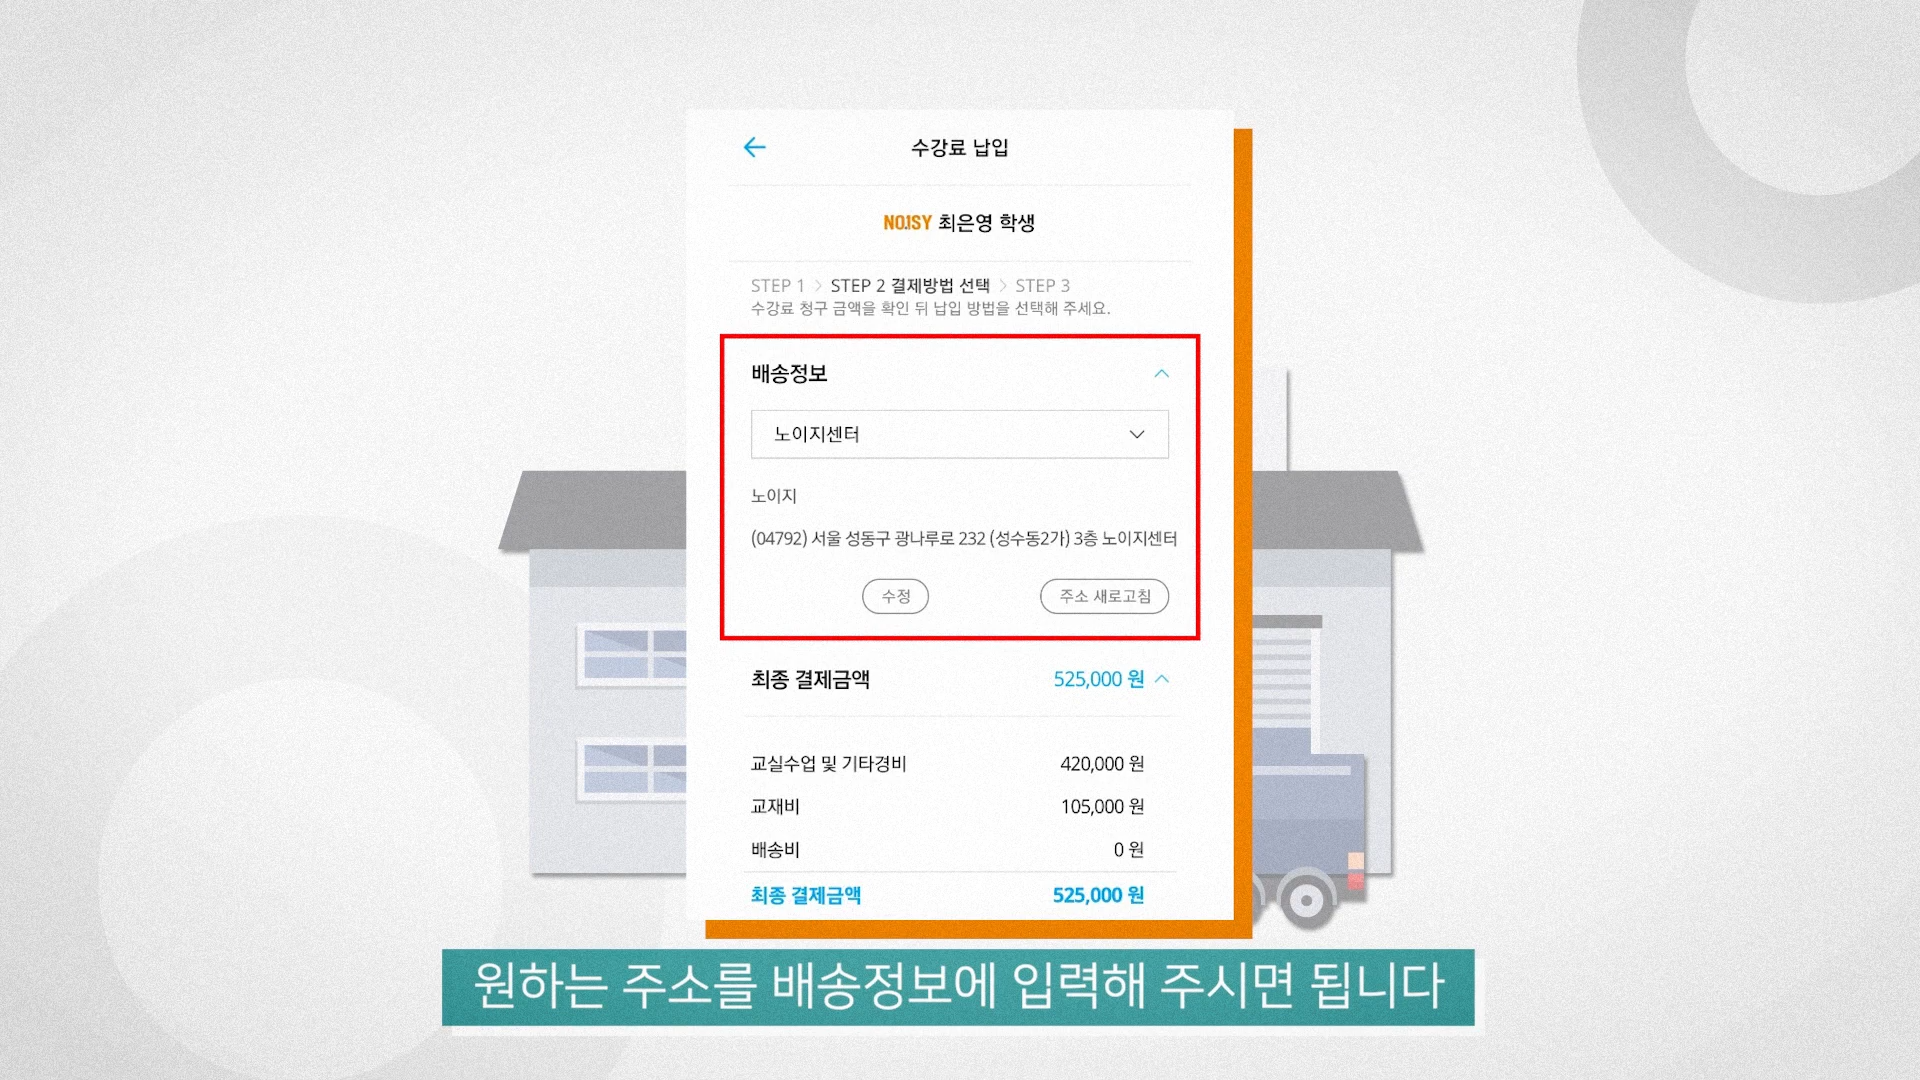 수강료 납입
NO.1SY 최은영 학생
STEP 1 > STEP 2 결제방법 선택 > STEP 3
수강료 청구 금액을 확인 뒤 납입 방법을 선택해 주세요.
배송정보
노이지센터
노이지
(04792) 서울 성동구 광나루로 232 (성수동2가) 3층 노이지센터
수정
주소 새로고침
최종 결제금액 525,000 원
교실수업 및 기타경비 420,000 원
교재비 105,000 원
배송비 0 원
최종 결제금액 525,000 원
원하는 주소를 배송정보에 입력해 주시면 됩니다